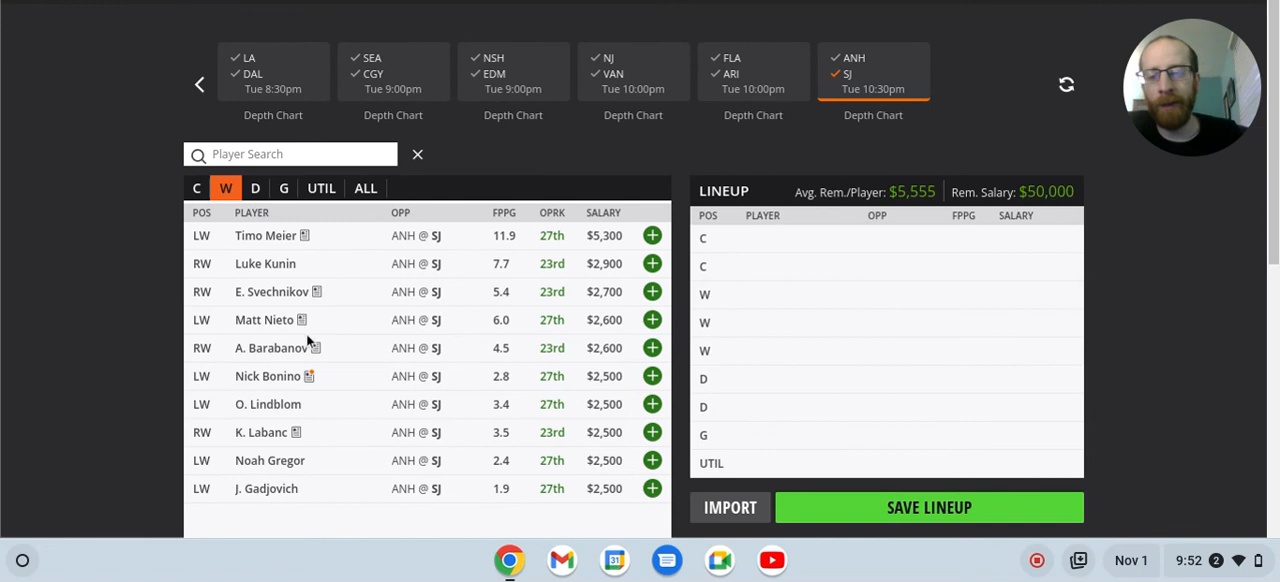 LA
DAL
Tue 8:30pm
SEA
CGY
Tue 9:00pm
NSH
EDM
Tue 9:00pm
NJ
VAN
Tue 10:00pm
FLA
ARI
Tue 10:00pm
ANH
SJ
Tue 10:30pm
Depth Chart Depth Chart Depth Chart Depth Chart Depth Chart Depth Chart
Player Search
C W D G UTIL ALL
POS PLAYER OPP FPPG OPRK SALARY
LW Timo Meier ANH @ SJ 11.9 27th $5,300
RW Luke Kunin ANH @ SJ 7.7 23rd $2,900
RW E. Svechnikov ANH @ SJ 5.4 23rd $2,700
LW Matt Nieto ANH @ SJ 6.0 27th $2,600
RW A. Barabanov ANH @ SJ 4.5 23rd $2,600
LW Nick Bonino ANH @ SJ 2.8 27th $2,500
LW O. Lindblom ANH @ SJ 3.4 27th $2,500
RW K. Labanc ANH @ SJ 3.5 23rd $2,500
LW Noah Gregor ANH @ SJ 2.4 27th $2,500
LW J. Gadjovich ANH @ SJ 1.9 27th $2,500
LINEUP Avg. Rem./Player: $5,555 Rem. Salary: $50,000
POS PLAYER OPP FPPG SALARY
C
C
W
W
W
D
D
G
UTIL
IMPORT SAVE LINEUP
31 Nov 1 9:52 2